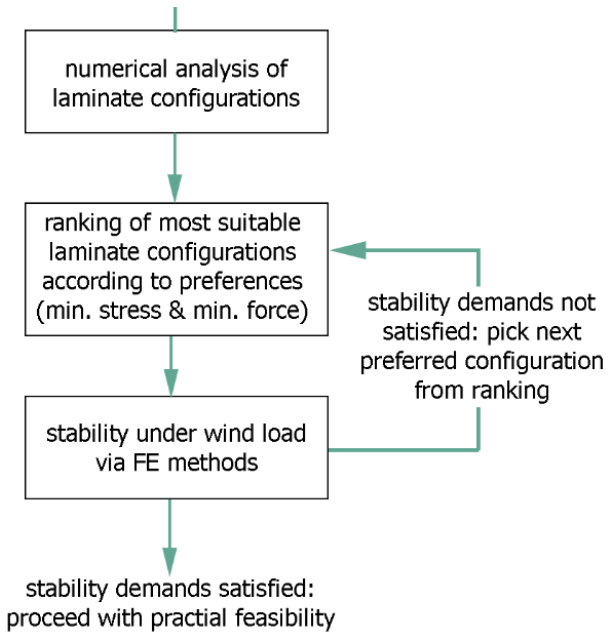 numerical analysis of
laminate configurations
ranking of most suitable
laminate configurations
according to preferences
(min. stress & min. force)
stability demands not
satisfied: pick next
preferred configuration
from ranking
stability under wind load
via FE methods
stability demands satisfied:
proceed with practial feasibility